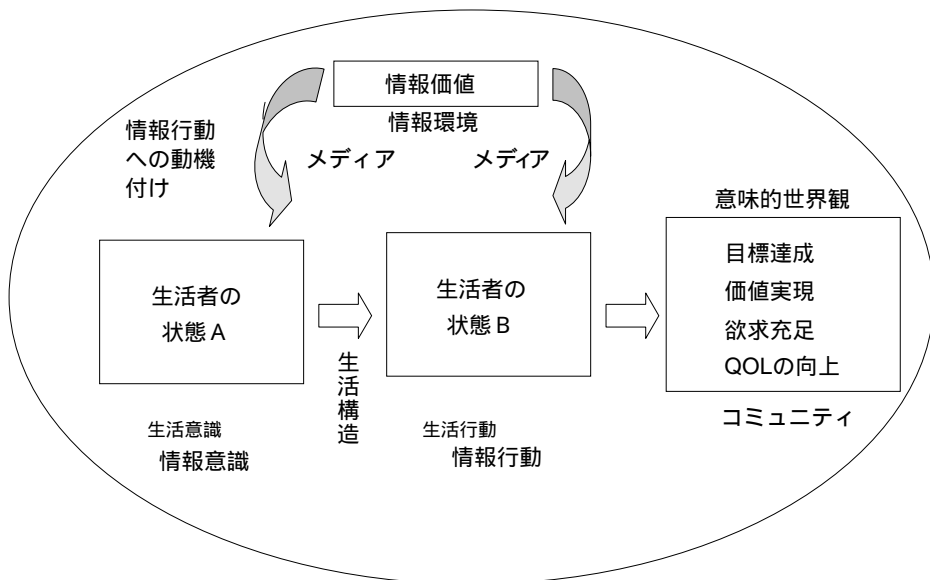 情報価値
情報環境
情報行動
への動機
付け
メディア
メディア
意味的世界観
生活者の
状態A
生活者の
状態B
目標達成
価値実現
欲求充足
QOLの向上
生活構造
コミュニティ
生活意識
情報意識
生活行動
情報行動